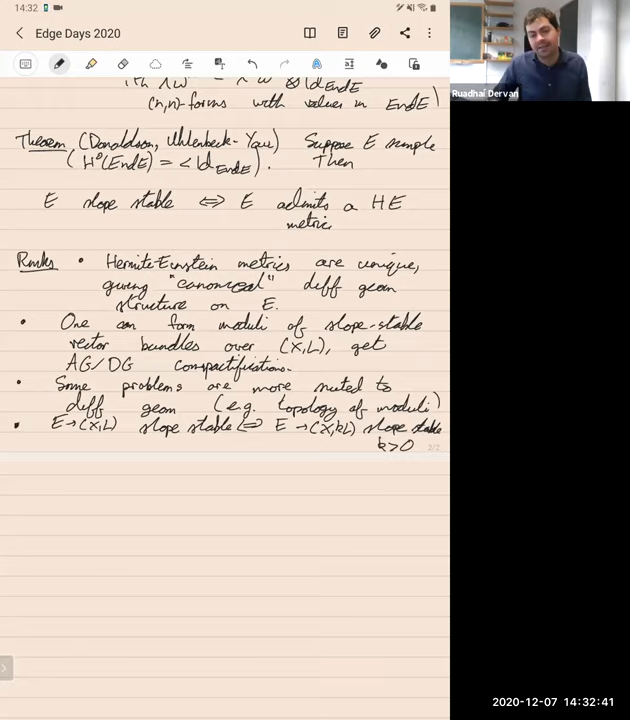 14:32
Edge Days 2020
(n,n)-forms with values in EndE)
Theorem (Donaldson, Uhlenbeck-Yau) Suppose E simple
(H⁰(EndE) = <Id_EndE>). Then
E slope stable ⇔ E admits a HE
metric
Rmks • Hermite Einstein metrics are unique,
giving "canonical" diff geom
structure on E.
• One can form moduli of slope-stable
vector bundles over (X,L), get
AG/DG compactifications.
• Some problems are more suited to
diff geom (e.g. topology of moduli)
• E→(X,L) slope stable ⇔ E→(X,kL) slope stable
k>0
2/2
Ruadhaí Dervan
2020-12-07 14:32:41